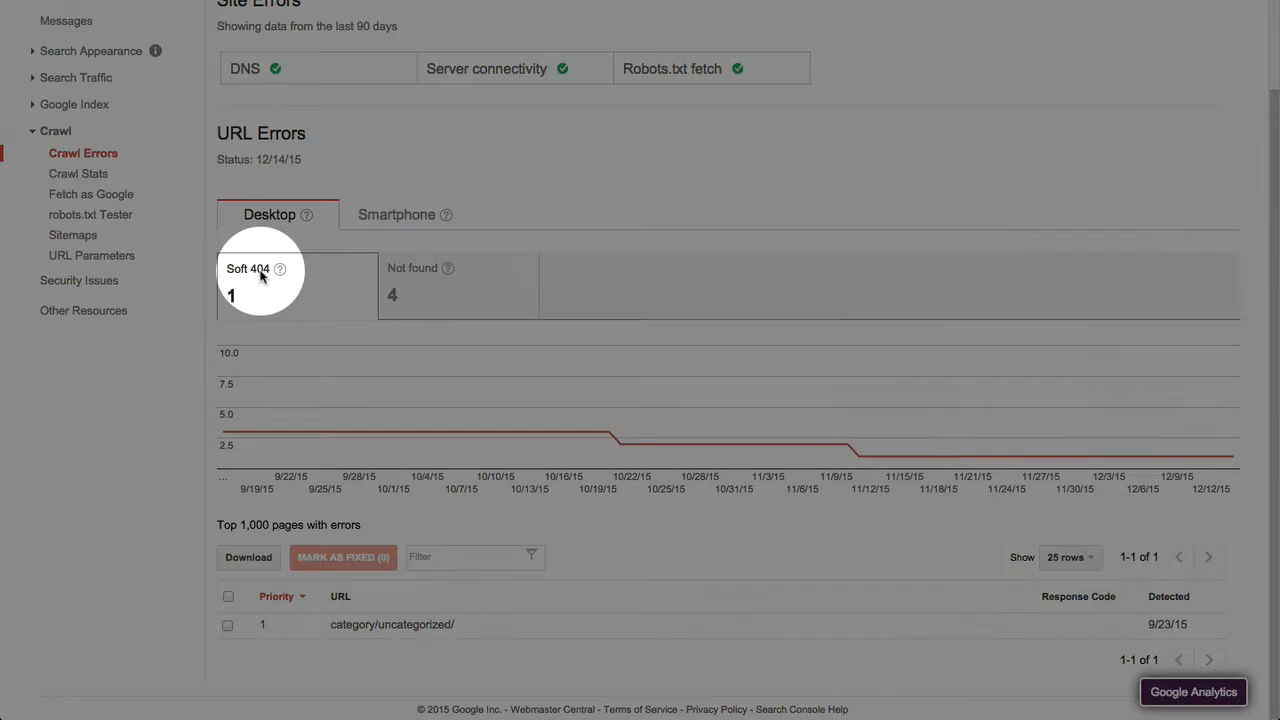 Site Errors
Messages
Showing data from the last 90 days
Search Appearance
Search Traffic
Google Index
Crawl
Crawl Errors
Crawl Stats
Fetch as Google
robots.txt Tester
Sitemaps
URL Parameters
Security Issues
Other Resources
DNS Server connectivity Robots.txt fetch
URL Errors
Status: 12/14/15
Desktop ? Smartphone ?
Soft 404 ? Not found ?
1 4
10.0
7.5
5.0
2.5
... 9/22/15 9/28/15 10/4/15 10/10/15 10/16/15 10/22/15 10/28/15 11/3/15 11/9/15 11/15/15 11/21/15 11/27/15 12/3/15 12/9/15
9/19/15 9/25/15 10/1/15 10/7/15 10/13/15 10/19/15 10/25/15 10/31/15 11/6/15 11/12/15 11/18/15 11/24/15 11/30/15 12/6/15 12/12/15
Top 1,000 pages with errors
Download MARK AS FIXED (0) Filter Show 25 rows 1-1 of 1
Priority URL Response Code Detected
1 category/uncategorized/ 9/23/15
1-1 of 1
Google Analytics
© 2015 Google Inc. - Webmaster Central - Terms of Service - Privacy Policy - Search Console Help